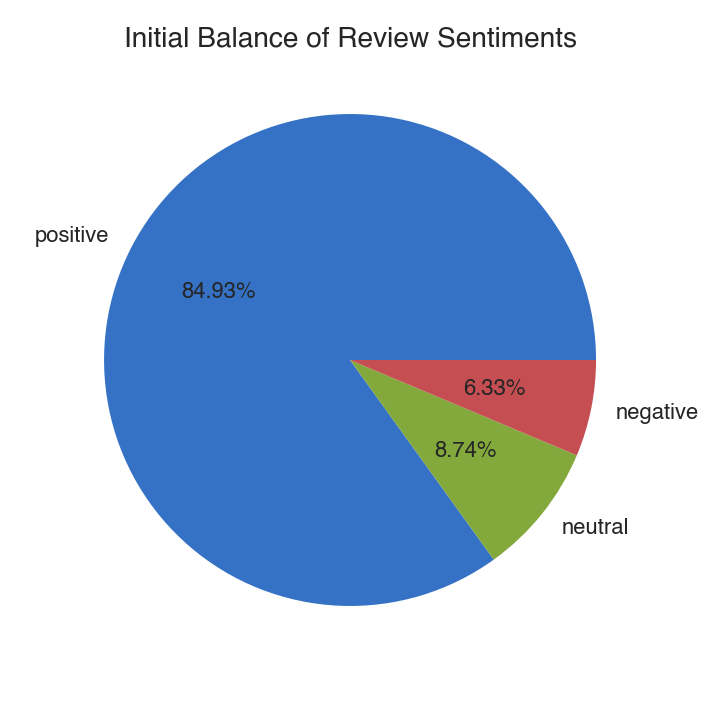 Initial Balance of Review Sentiments
positive
84.93%
6.33%
negative
8.74%
neutral